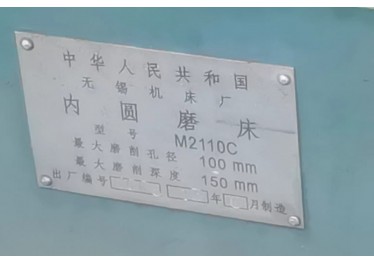 中华人民共和国
无锡机床厂
内圆磨床
型号 M2110C
最大磨削孔径 100 mm
最大磨削深度 150 mm
出厂编号 年 月制造